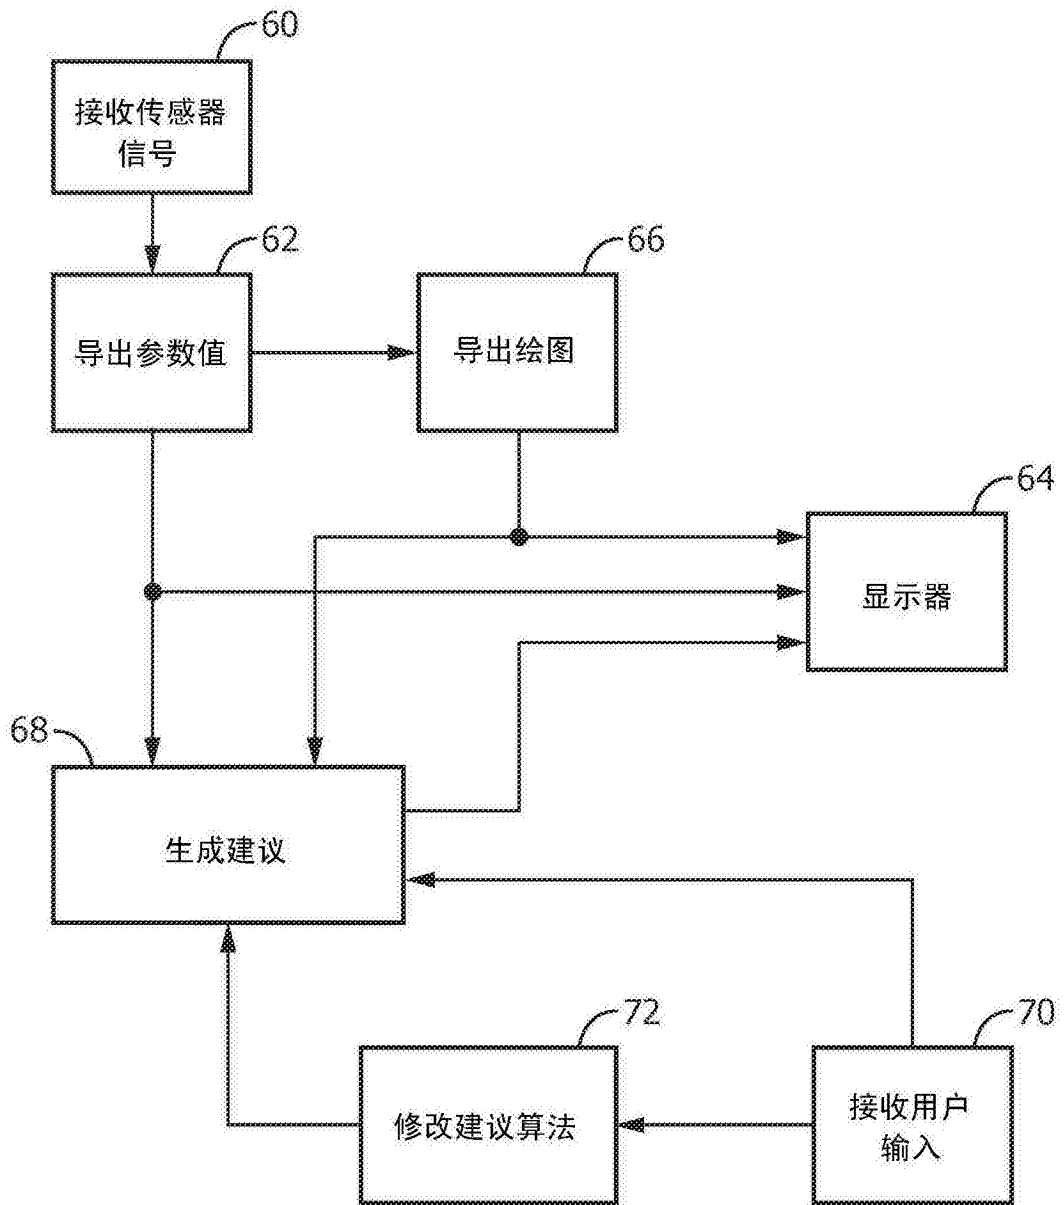 60
接收传感器
信号
62
66
导出参数值
导出绘图
64
显示器
68
生成建议
72
70
修改建议算法
接收用户
输入